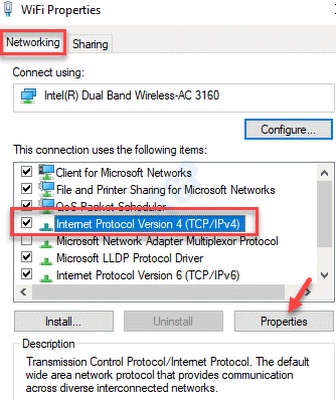 WiFi Properties
Networking Sharing
Connect using:
Intel(R) Dual Band Wireless-AC 3160
Configure...
This connection uses the following items:
Client for Microsoft Networks
File and Printer Sharing for Microsoft Networks
QoS Packet Scheduler
Internet Protocol Version 4 (TCP/IPv4)
Microsoft Network Adapter Multiplexor Protocol
Microsoft LLDP Protocol Driver
Internet Protocol Version 6 (TCP/IPv6)
Install... Uninstall Properties
Description
Transmission Control Protocol/Internet Protocol. The default
wide area network protocol that provides communication
across diverse interconnected networks.